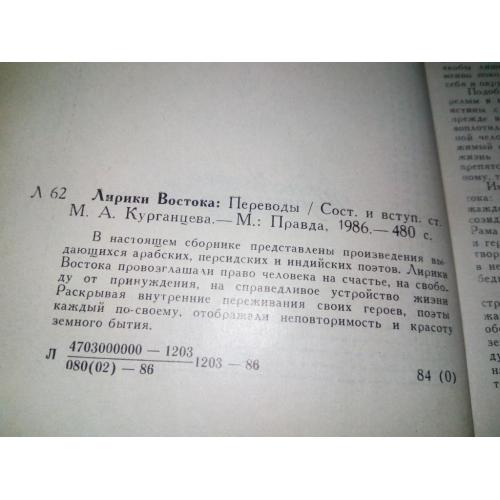 Л 62 Лирики Востока: Переводы / Сост. и вступ. ст.
М. А. Курганцева.— М.: Правда, 1986.— 480 с.
В настоящем сборнике представлены произведения вы-
дающихся арабских, персидских и индийских поэтов. Лирика
Востока провозглашали право человека на счастье, на свобо-
ду от принуждения, на справедливое устройство жизни
Раскрывая внутренние переживания своих героев, поэты
каждый по-своему, отображали неповторимость и красоту
земного бытия.
Л 4703000000 — 1203
080(02) — 86
1203 — 86
84 (0)
жизнь
Рама